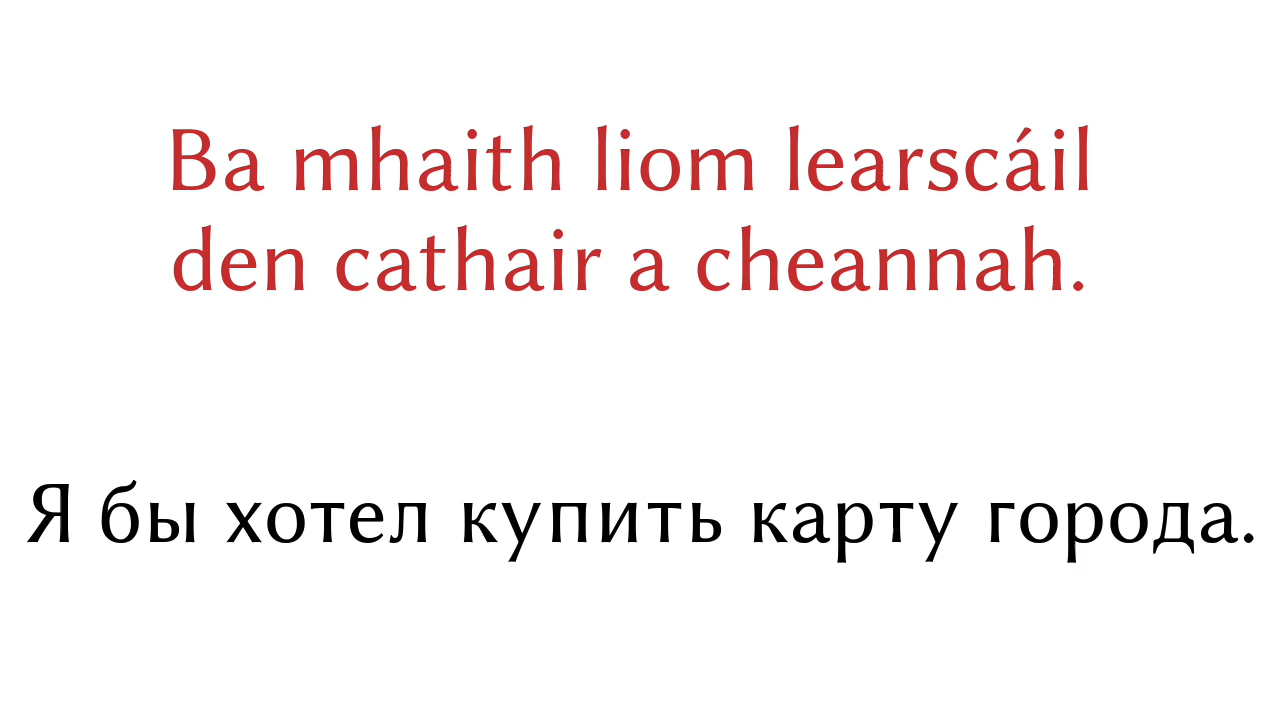 Ba mhaith liom learscáil
den cathair a cheannah.
Я бы хотел купить карту города.